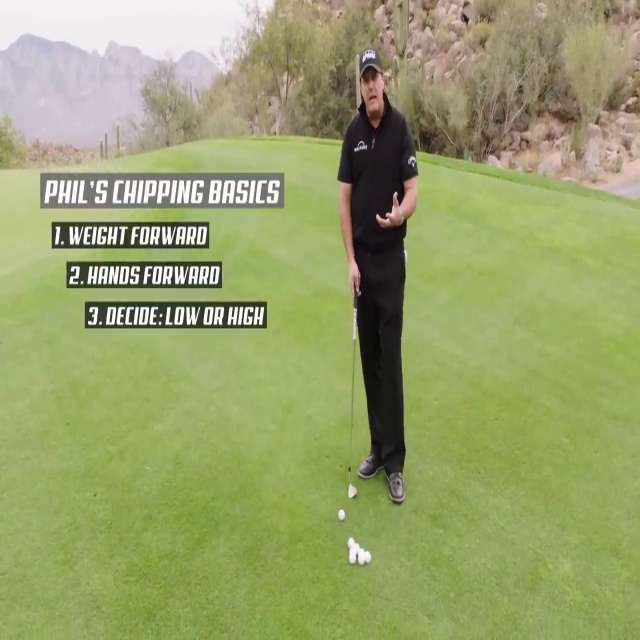 PHIL'S CHIPPING BASICS
1. WEIGHT FORWARD
2. HANDS FORWARD
3. DECIDE: LOW OR HIGH